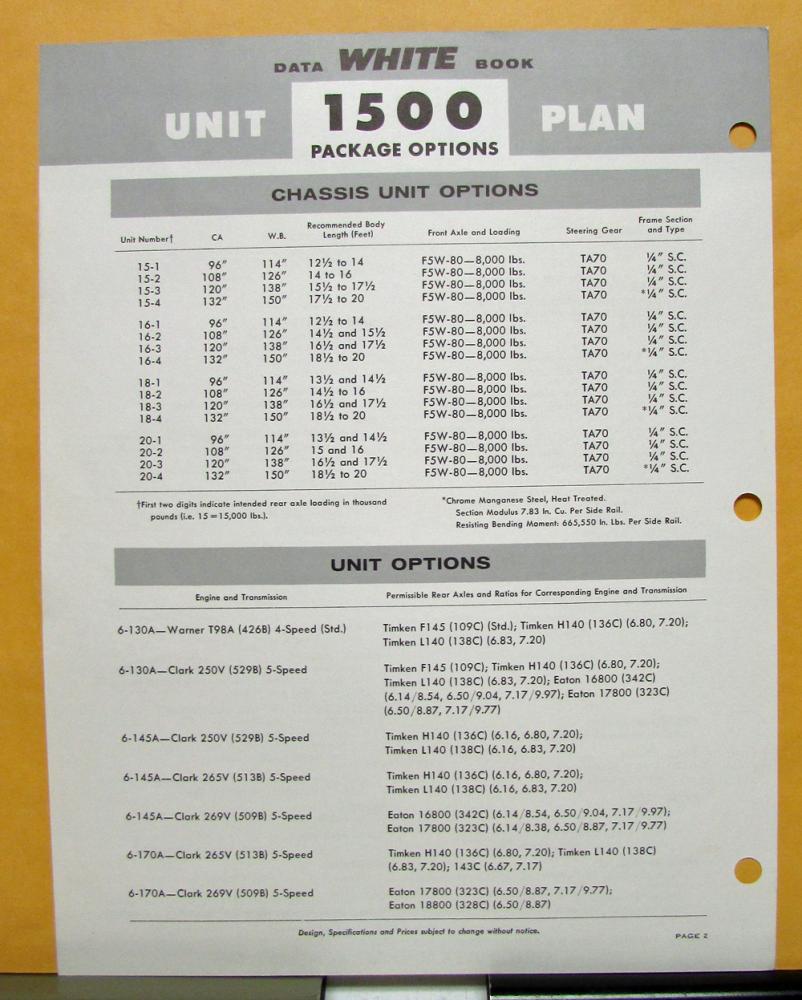 DATA WHITE BOOK
UNIT 1500 PLAN
PACKAGE OPTIONS
CHASSIS UNIT OPTIONS
Unit Number† CA W.B. Recommended Body Length (Feet) Front Axle and Loading Steering Gear Frame Section and Type
15-1 96" 114" 12½ to 14 F5W-80—8,000 lbs. TA70 ¼" S.C.
15-2 108" 126" 14 to 16 F5W-80—8,000 lbs. TA70 ¼" S.C.
15-3 120" 138" 15½ to 17½ F5W-80—8,000 lbs. TA70 ¼" S.C.
15-4 132" 150" 17½ to 20 F5W-80—8,000 lbs. TA70 *¼" S.C.
16-1 96" 114" 12½ to 14 F5W-80—8,000 lbs. TA70 ¼" S.C.
16-2 108" 126" 14½ and 15½ F5W-80—8,000 lbs. TA70 ¼" S.C.
16-3 120" 138" 16½ and 17½ F5W-80—8,000 lbs. TA70 ¼" S.C.
16-4 132" 150" 18½ to 20 F5W-80—8,000 lbs. TA70 *¼" S.C.
18-1 96" 114" 13½ and 14½ F5W-80—8,000 lbs. TA70 ¼" S.C.
18-2 108" 126" 14½ to 16 F5W-80—8,000 lbs. TA70 ¼" S.C.
18-3 120" 138" 16½ and 17½ F5W-80—8,000 lbs. TA70 ¼" S.C.
18-4 132" 150" 18½ to 20 F5W-80—8,000 lbs. TA70 *¼" S.C.
20-1 96" 114" 13½ and 14½ F5W-80—8,000 lbs. TA70 ¼" S.C.
20-2 108" 126" 15 and 16 F5W-80—8,000 lbs. TA70 ¼" S.C.
20-3 120" 138" 16½ and 17½ F5W-80—8,000 lbs. TA70 ¼" S.C.
20-4 132" 150" 18½ to 20 F5W-80—8,000 lbs. TA70 *¼" S.C.
†First two digits indicate intended rear axle loading in thousand
pounds (i.e. 15=15,000 lbs.).
*Chrome Manganese Steel, Heat Treated.
Section Modulus 7.83 In. Cu. Per Side Rail.
Resisting Bending Moment: 665,550 In. Lbs. Per Side Rail.
UNIT OPTIONS
Engine and Transmission Permissible Rear Axles and Ratios for Corresponding Engine and Transmission
6-130A—Warner T98A (426B) 4-Speed (Std.) Timken F145 (109C) (Std.); Timken H140 (136C) (6.80, 7.20);
Timken L140 (138C) (6.83, 7.20)
6-130A—Clark 250V (529B) 5-Speed Timken F145 (109C); Timken H140 (136C) (6.80, 7.20);
Timken L140 (138C) (6.83, 7.20); Eaton 16800 (342C)
(6.14/8.54, 6.50/9.04, 7.17/9.97); Eaton 17800 (323C)
(6.50/8.87, 7.17/9.77)
6-145A—Clark 250V (529B) 5-Speed Timken H140 (136C) (6.16, 6.80, 7.20);
Timken L140 (138C) (6.16, 6.83, 7.20)
6-145A—Clark 265V (513B) 5-Speed Timken H140 (136C) (6.16, 6.80, 7.20);
Timken L140 (138C) (6.16, 6.83, 7.20)
6-145A—Clark 269V (509B) 5-Speed Eaton 16800 (342C) (6.14/8.54, 6.50/9.04, 7.17/9.97);
Eaton 17800 (323C) (6.14/8.38, 6.50/8.87, 7.17/9.77)
6-170A—Clark 265V (513B) 5-Speed Timken H140 (136C) (6.80, 7.20); Timken L140 (138C)
(6.83, 7.20); 143C (6.67, 7.17)
6-170A—Clark 269V (509B) 5-Speed Eaton 17800 (323C) (6.50/8.87, 7.17/9.77);
Eaton 18800 (328C) (6.50/8.87)
Design, Specifications and Prices subject to change without notice.
PAGE 2